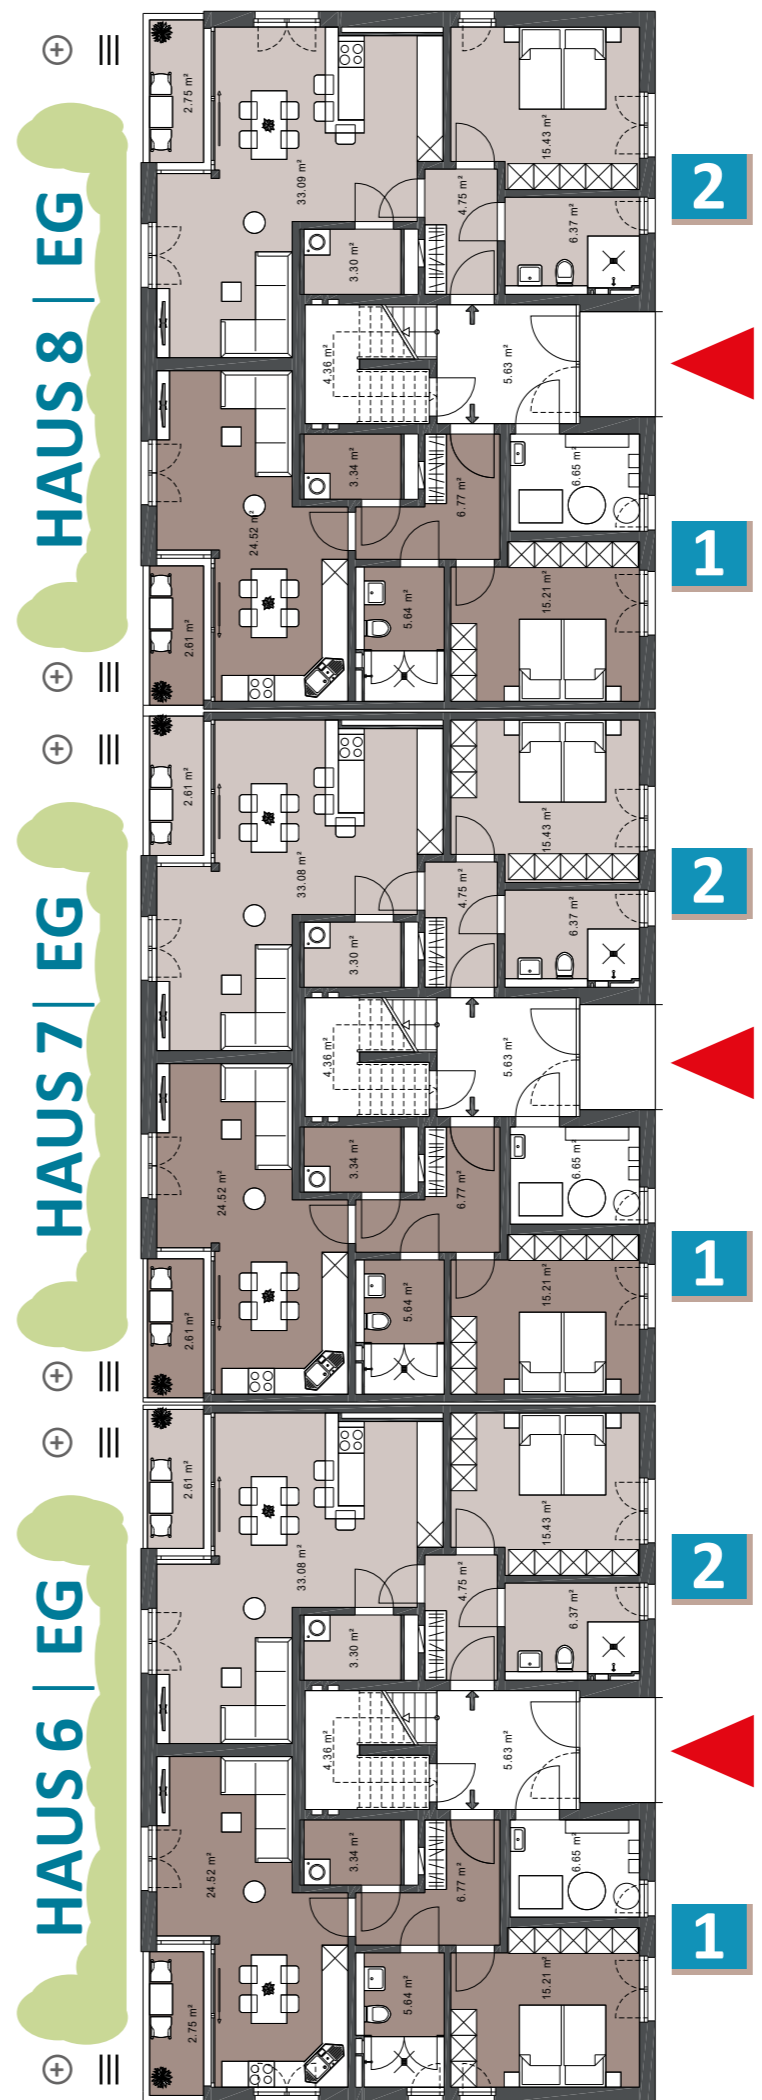 HAUS 8 | EG
2.75 m²
33.09 m²
15.43 m²
4.75 m²
6.37 m²
3.30 m²
2
4.36 m²
5.63 m²
3.34 m²
6.77 m²
6.65 m²
24.52 m²
5.64 m²
15.21 m²
2.61 m²
1
HAUS 7 | EG
2.61 m²
33.08 m²
15.43 m²
4.75 m²
6.37 m²
3.30 m²
2
4.36 m²
5.63 m²
3.34 m²
6.77 m²
6.65 m²
24.52 m²
5.64 m²
15.21 m²
2.61 m²
1
HAUS 6 | EG
2.61 m²
33.08 m²
15.43 m²
4.75 m²
6.37 m²
3.30 m²
2
4.36 m²
5.63 m²
3.34 m²
6.77 m²
6.65 m²
24.52 m²
5.64 m²
15.21 m²
2.75 m²
1